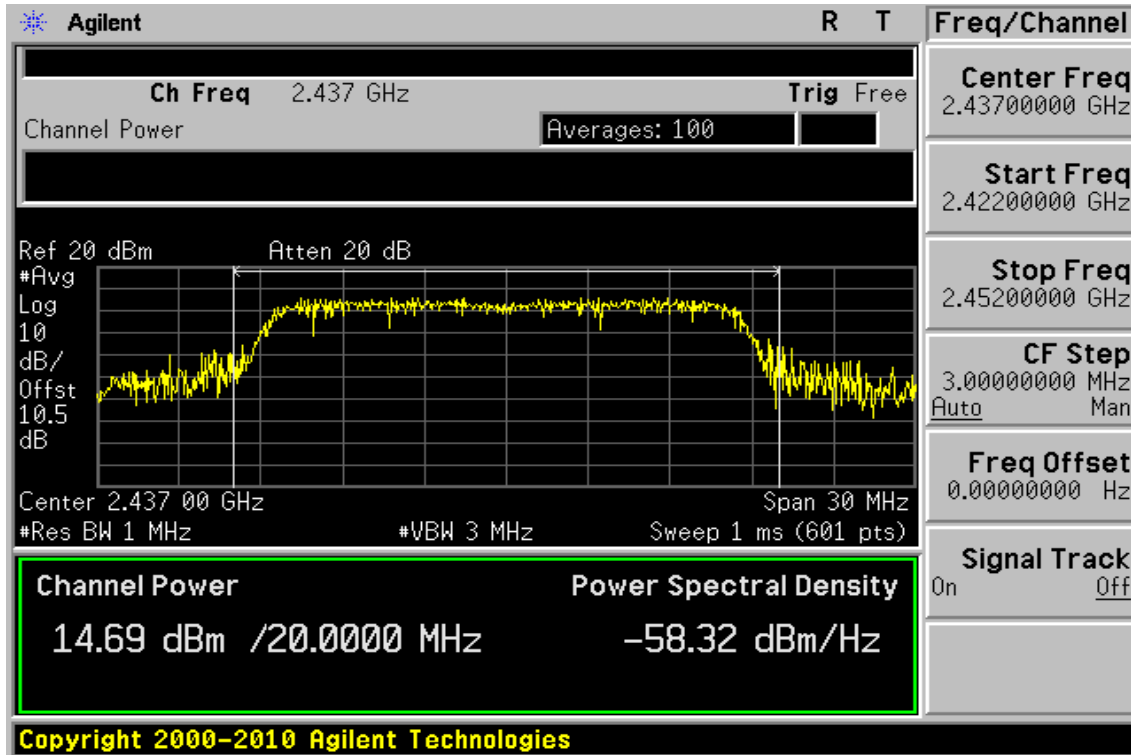 Agilent R T
Ch Freq 2.437 GHz Trig Free
Channel Power Averages: 100
Ref 20 dBm Atten 20 dB
#Avg
Log
10
dB/
Offst
10.5
dB
Center 2.437 00 GHz Span 30 MHz
#Res BW 1 MHz #VBW 3 MHz Sweep 1 ms (601 pts)
Channel Power Power Spectral Density
14.69 dBm /20.0000 MHz -58.32 dBm/Hz
Copyright 2000-2010 Agilent Technologies
Freq/Channel
Center Freq
2.43700000 GHz
Start Freq
2.42200000 GHz
Stop Freq
2.45200000 GHz
CF Step
3.00000000 MHz
Auto Man
Freq Offset
0.00000000 Hz
Signal Track
On Off